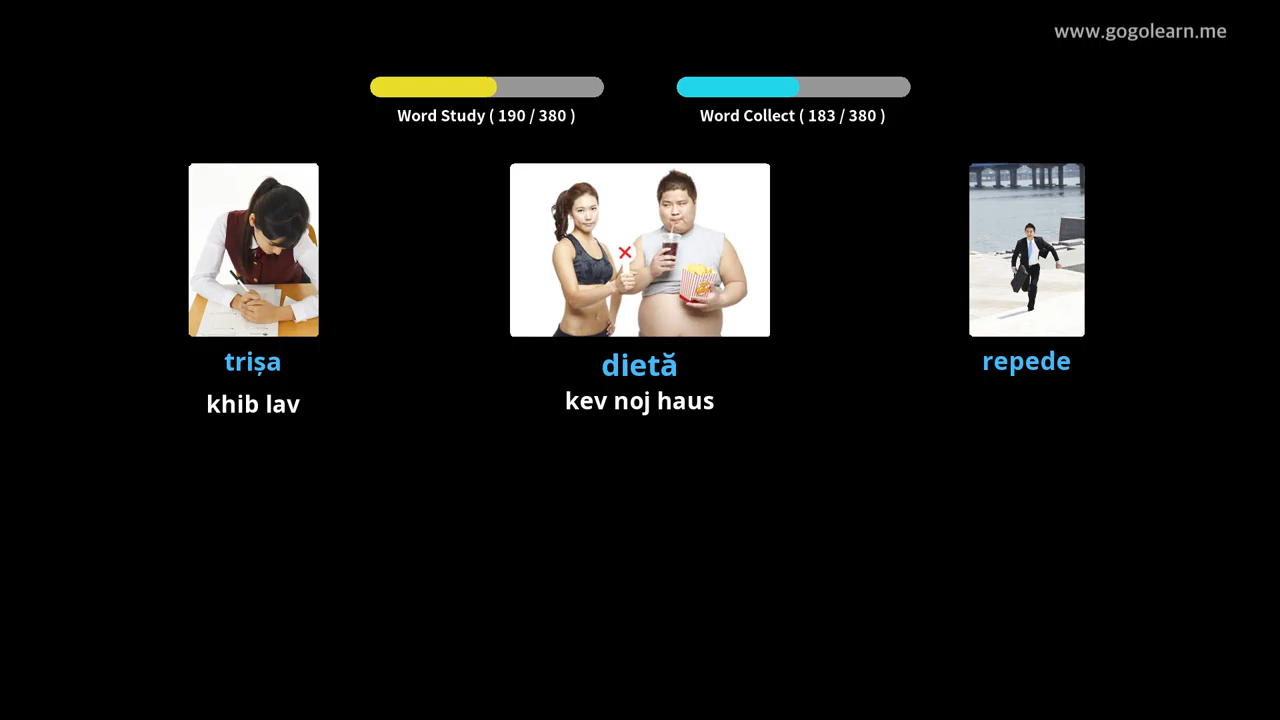 www.gogolearn.me
Word Study ( 190 / 380 )
Word Collect ( 183 / 380 )
trișa
khib lav
dietă
kev noj haus
repede